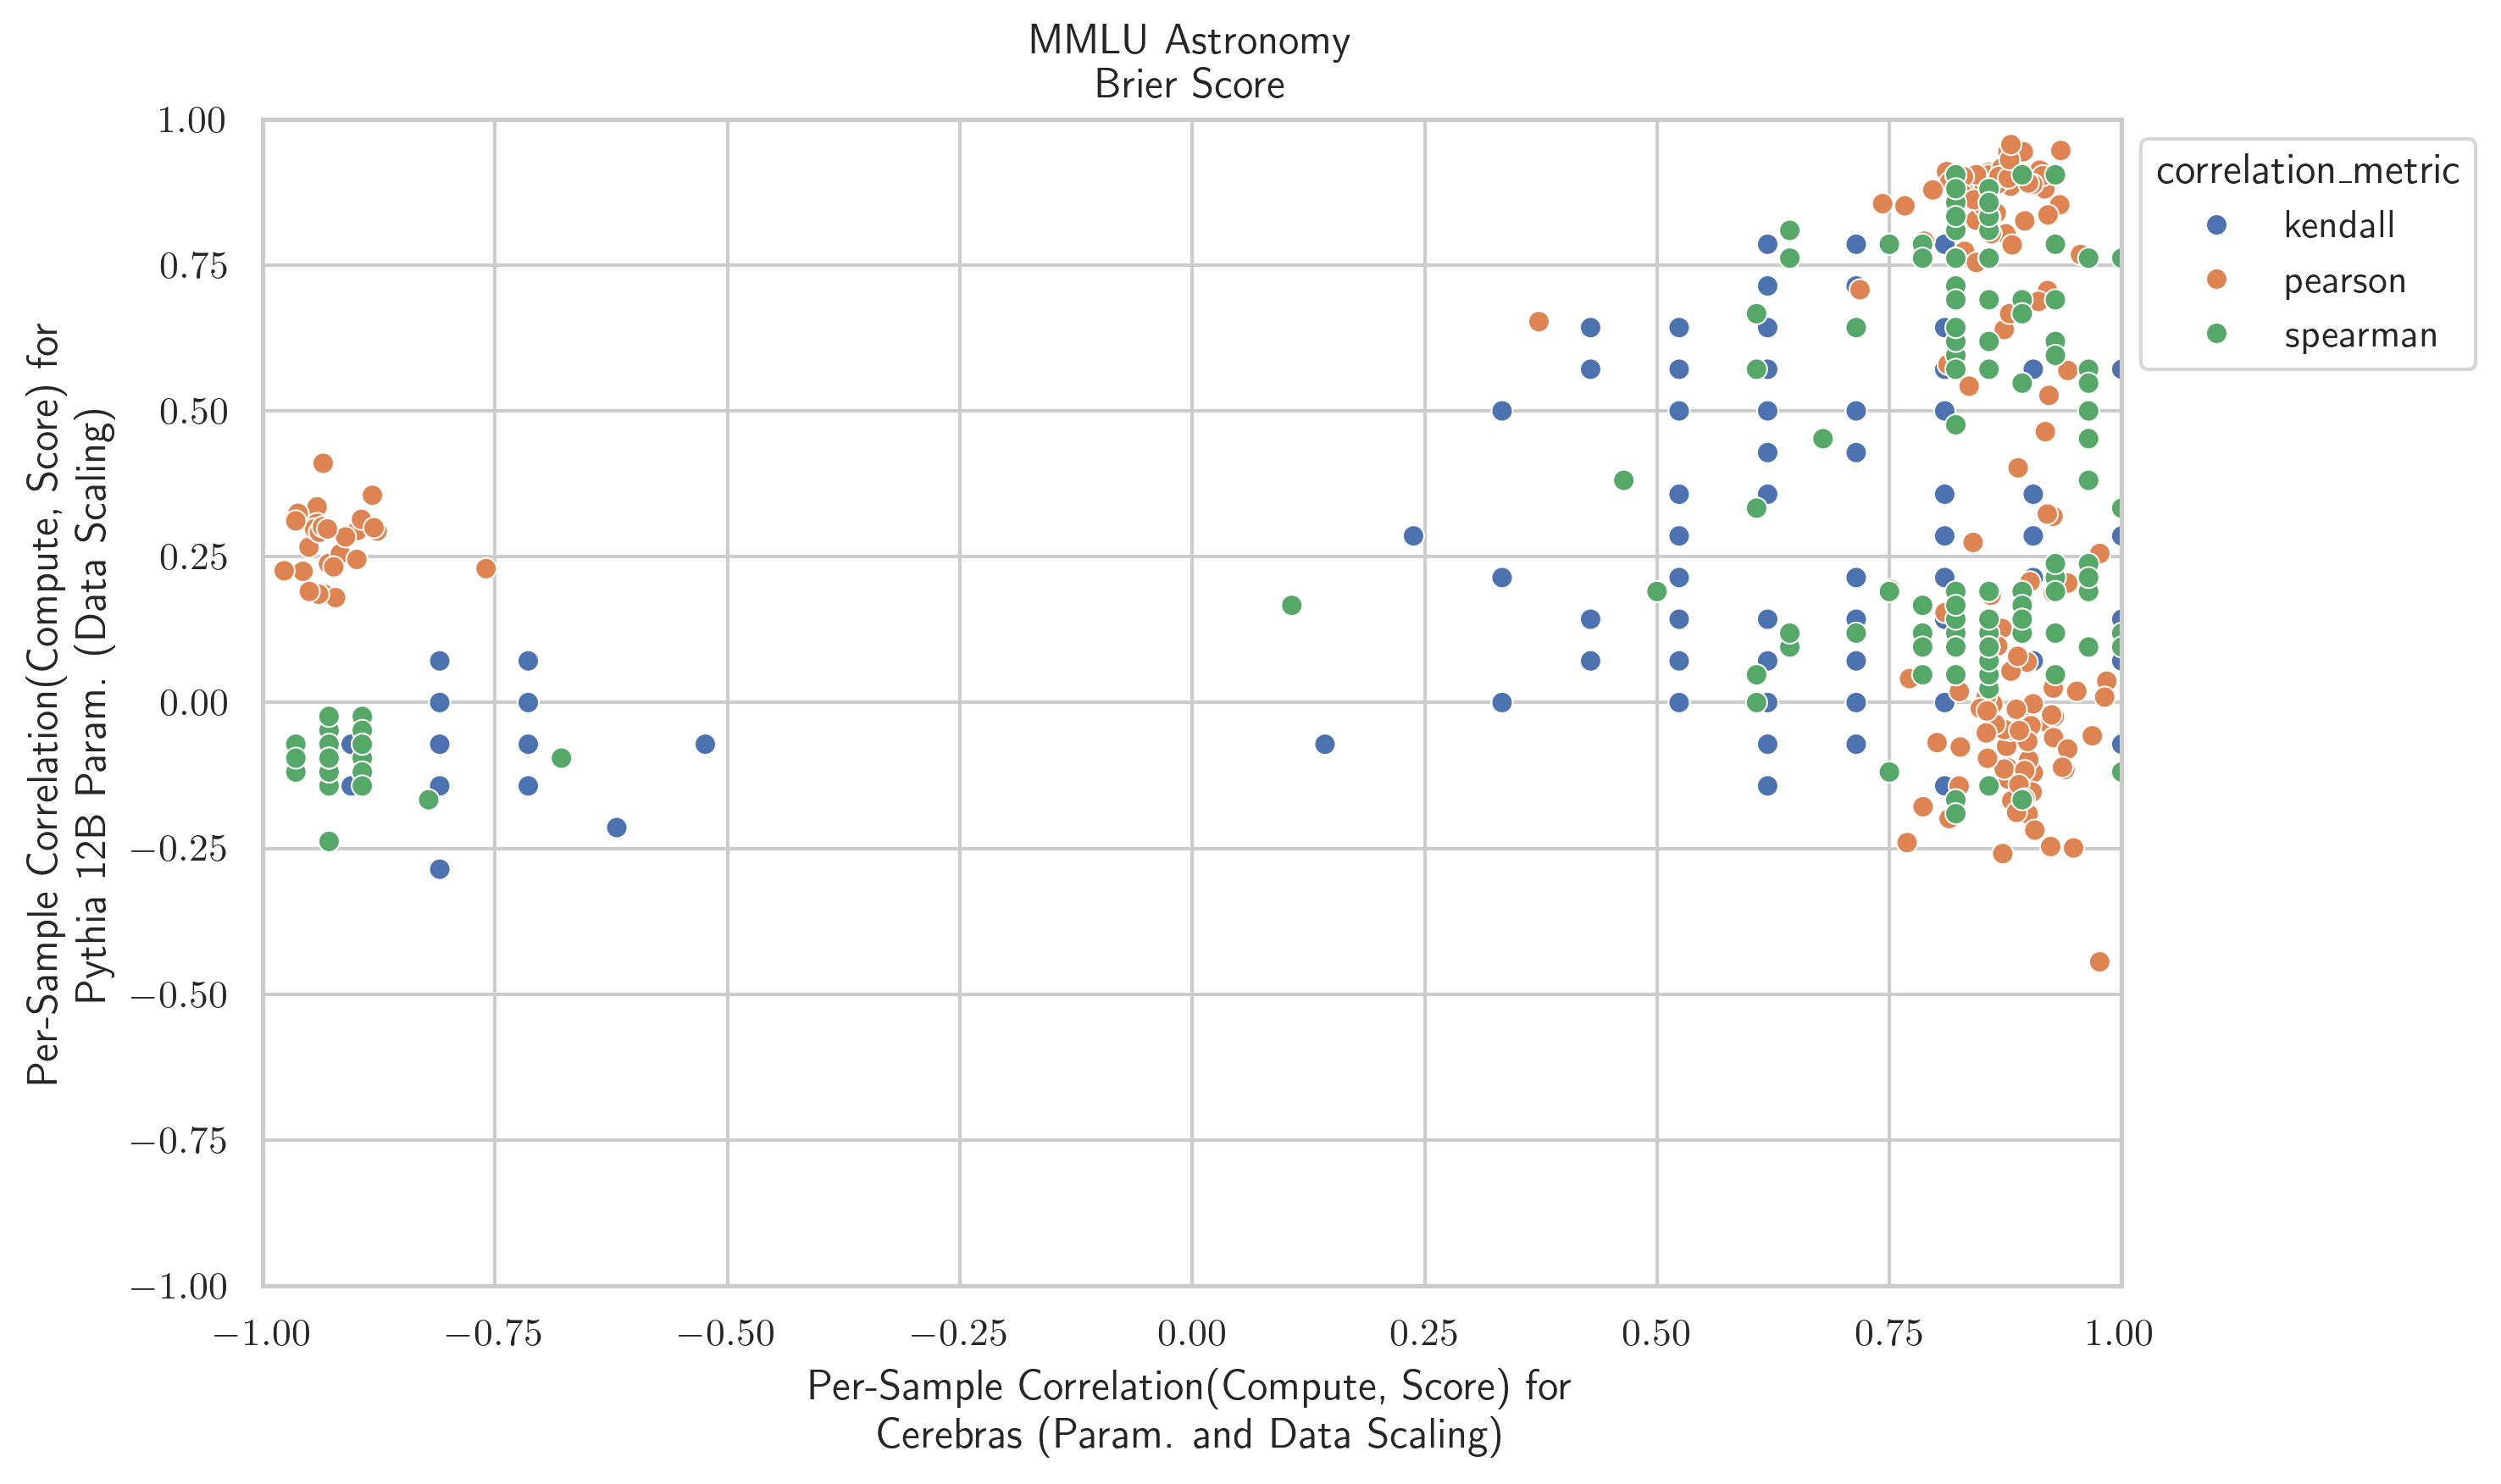 MMLU Astronomy
Brier Score
Per-Sample Correlation(Compute, Score) for
Pythia 12B Param. (Data Scaling)
1.00
0.75
0.50
0.25
0.00
−0.25
−0.50
−0.75
−1.00
correlation_metric
kendall
pearson
spearman
−1.00 −0.75 −0.50 −0.25 0.00 0.25 0.50 0.75 1.00
Per-Sample Correlation(Compute, Score) for
Cerebras (Param. and Data Scaling)